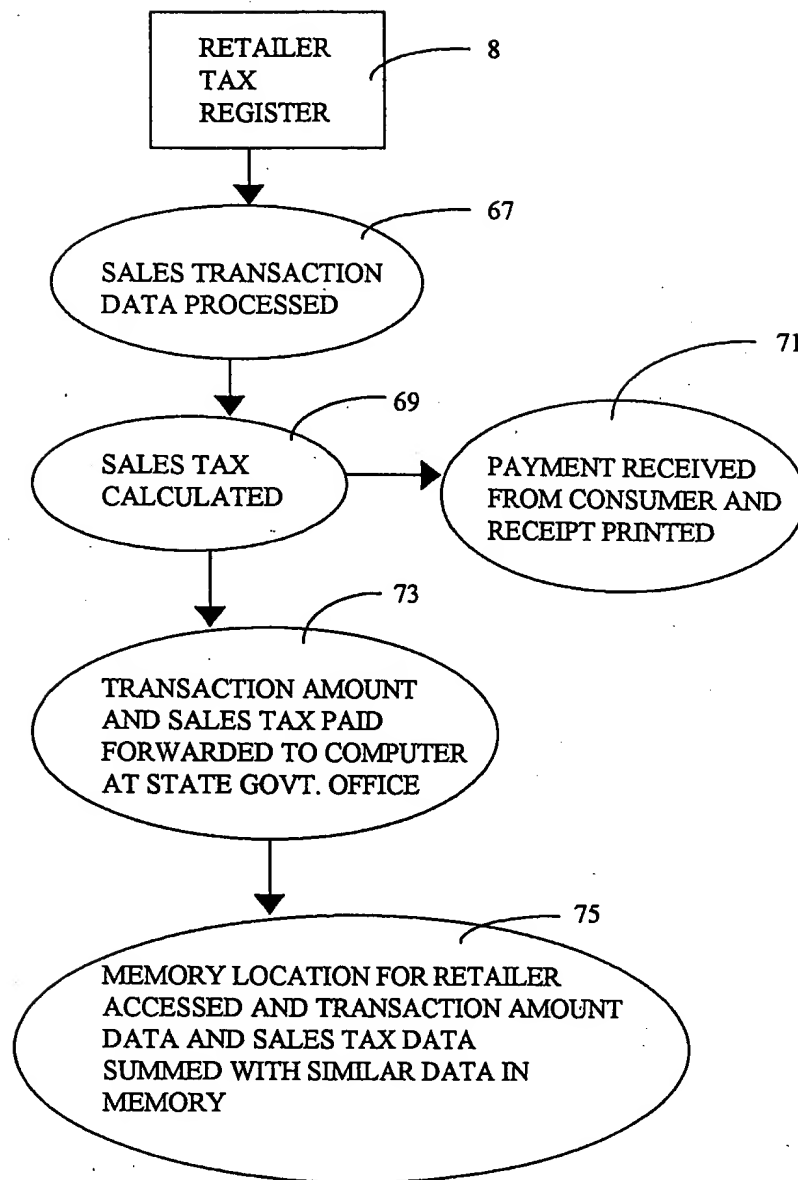 RETAILER
TAX
REGISTER
8
67
SALES TRANSACTION
DATA PROCESSED
71
69
SALES TAX
CALCULATED
PAYMENT RECEIVED
FROM CONSUMER AND
RECEIPT PRINTED
73
TRANSACTION AMOUNT
AND SALES TAX PAID
FORWARDED TO COMPUTER
AT STATE GOVT. OFFICE
75
MEMORY LOCATION FOR RETAILER
ACCESSED AND TRANSACTION AMOUNT
DATA AND SALES TAX DATA
SUMMED WITH SIMILAR DATA IN
MEMORY